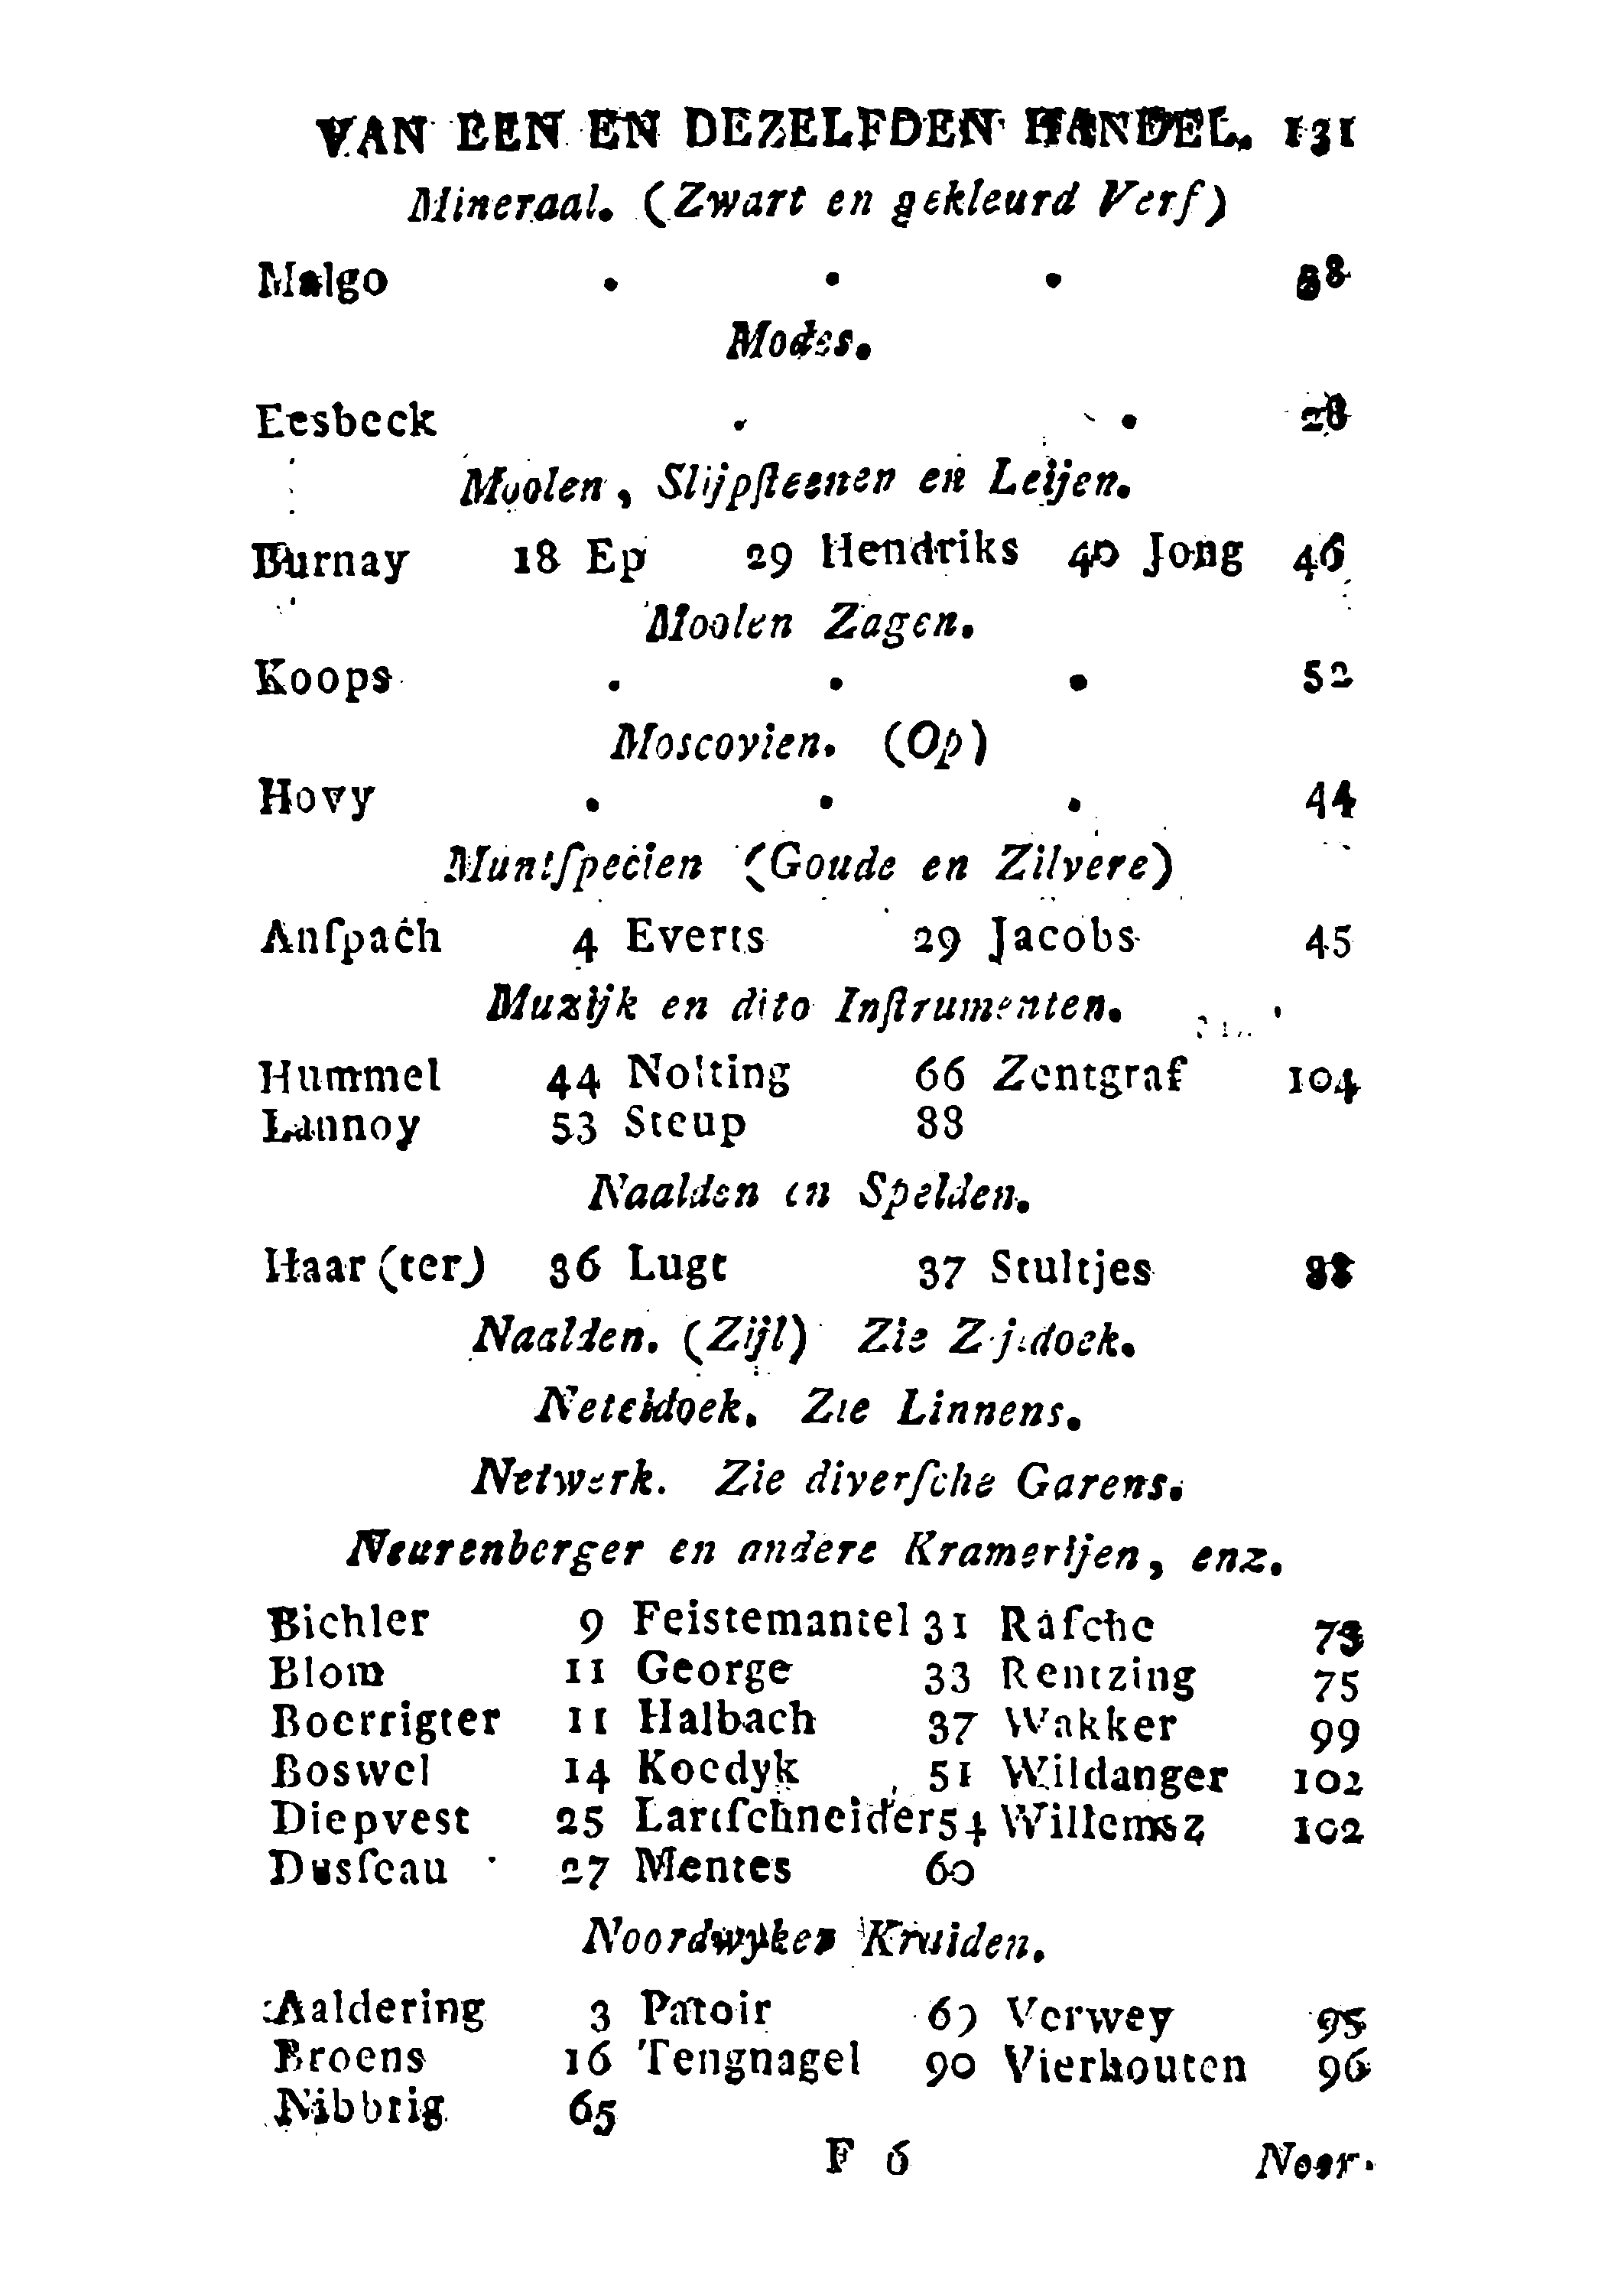 VAN EEN EN DEZELFDEN HANDEL. 131
Mineraal. (Zwart en gekleurd Verf)
Malgo . . .
Modes.
Eesbeck . . 28
Moolen, Slijpſteenen en Leijen.
Burnay 18 Ep 29 Hendriks 40 Jong 46
Moolen Zagen.
Koops . . . 52
Moscovien. (Op)
Hovy . . . 44
Muntſpecien (Goude en Zilvere)
Anſpach 4 Everts 29 Jacobs 45
Muzijk en dito Inſtrumenten.
Hummel 44 Nolting 66 Zentgraf 104
Lannoy 53 Steup 88
Naalden en Spelden.
Haar (ter) 36 Lugt 37 Stultjes
Naalden. (Zijl) Zie Zijldoek.
Neteldoek. Zie Linnens.
Netwerk. Zie diverſche Garens.
Neurenberger en andere Kramerijen, enz.
Bichler 9 Feistemantel 31 Raſche 73
Blom 11 George 33 Rentzing 75
Boerrigter 11 Halbach 37 Wakker 99
Boswel 14 Koedyk 51 Wildanger 102
Diepvest 25 Lantſchneider 54 Willemsz 102
Dusſeau 27 Mentes 60
Noordwyker Kruiden.
Aaldering 3 Patoir 69 Verwey 95
Broens 16 Tengnagel 90 Vierhouten 96
Nibbrig 65
F 6 Noor-